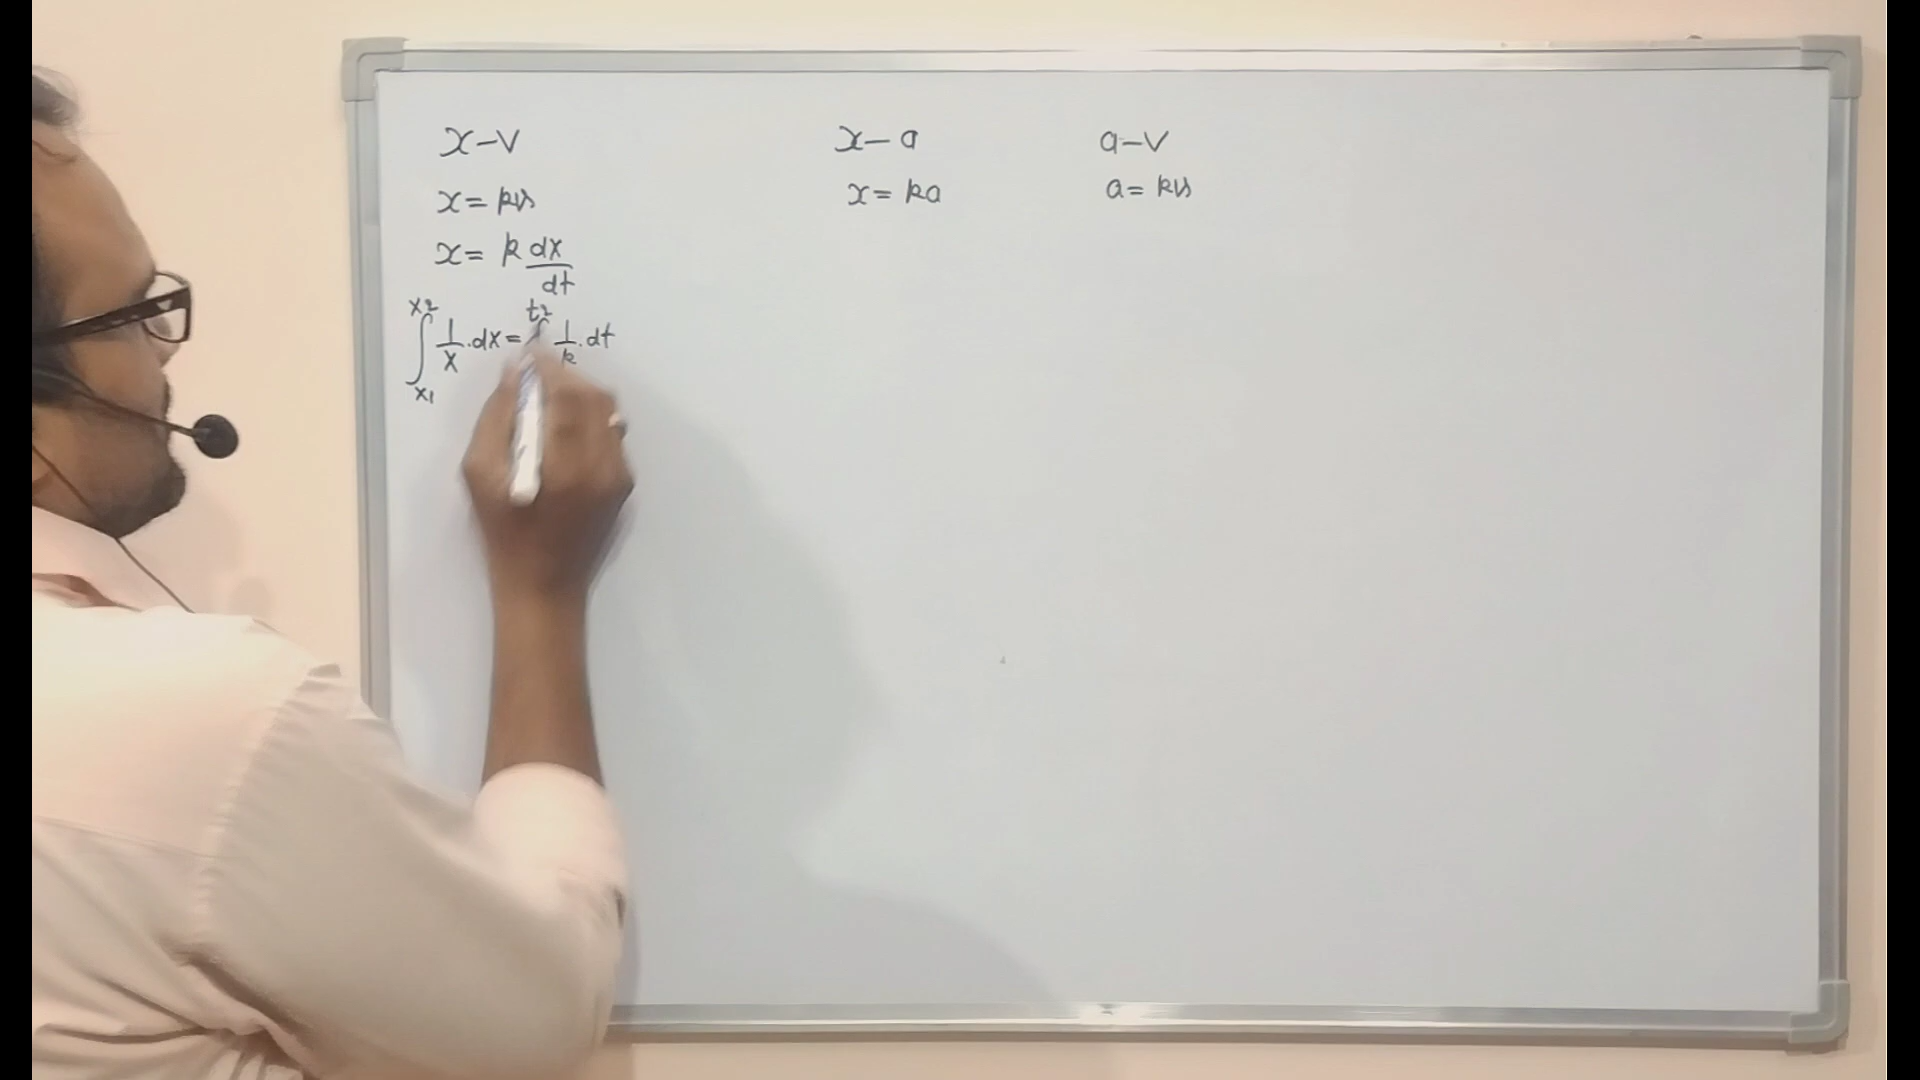 x-v
x = kv
x = k dx/dt
∫ x2 x1 1/x . dx = ∫ t2 1/k . dt
x-a
x = ka
a-v
a = kv